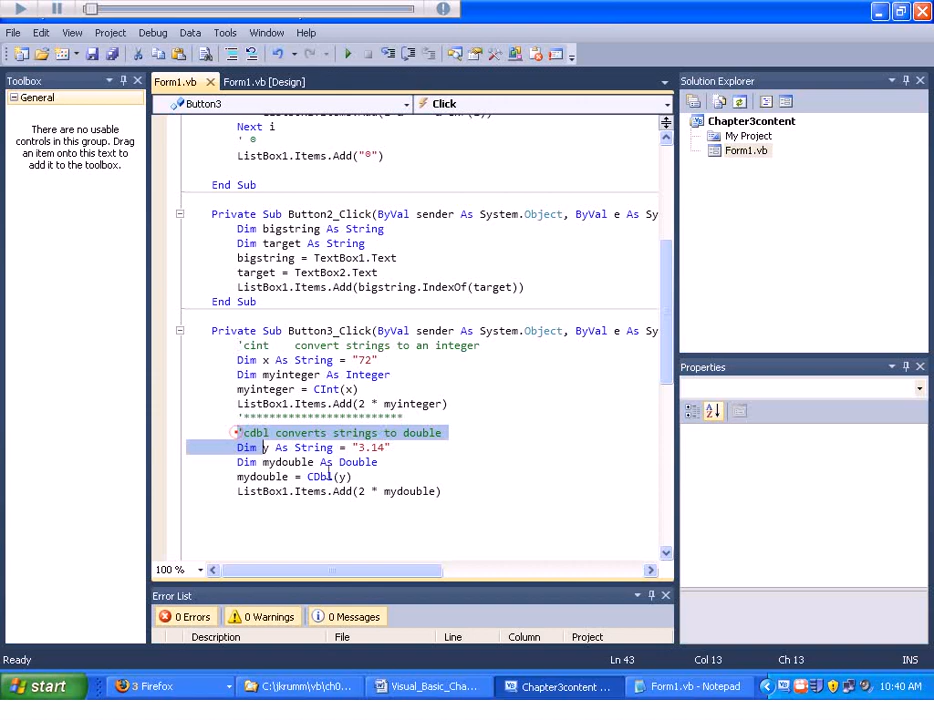 File Edit View Project Debug Data Tools Window Help
Toolbox
General
There are no usable
controls in this group. Drag
an item onto this text to
add it to the toolbox.
Form1.vb
Form1.vb [Design]
Button3
Click
Next i
' @
ListBox1.Items.Add("@")
End Sub
Private Sub Button2_Click(ByVal sender As System.Object, ByVal e As Sy
Dim bigstring As String
Dim target As String
bigstring = TextBox1.Text
target = TextBox2.Text
ListBox1.Items.Add(bigstring.IndexOf(target))
End Sub
Private Sub Button3_Click(ByVal sender As System.Object, ByVal e As Sy
'cint convert strings to an integer
Dim x As String = "72"
Dim myinteger As Integer
myinteger = CInt(x)
ListBox1.Items.Add(2 * myinteger)
'*************************
'cdbl converts strings to double
Dim y As String = "3.14"
Dim mydouble As Double
mydouble = CDbl(y)
ListBox1.Items.Add(2 * mydouble)
100 %
Error List
0 Errors
0 Warnings
0 Messages
Description File Line Column Project
Solution Explorer
Chapter3content
My Project
Form1.vb
Properties
Ready
Ln 43 Col 13 Ch 13 INS
start
3 Firefox
C:\jkrumm\vb\ch0...
Visual_Basic_Cha...
Chapter3content ...
Form1.vb - Notepad
10:40 AM